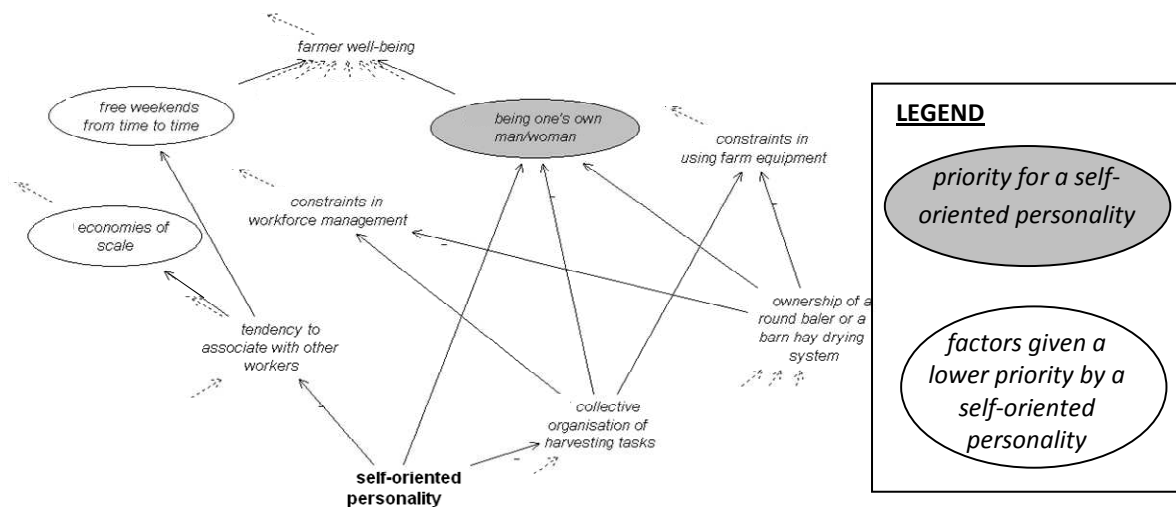 farmer well-being
free weekends
from time to time
being one's own
man/woman
constraints in
using farm equipment
constraints in
workforce management
economies of
scale
ownership of a
round baler or a
barn hay drying
system
tendency to
associate with other
workers
collective
organisation of
harvesting tasks
self-oriented
personality
LEGEND
priority for a self-
oriented personality
factors given a
lower priority by a
self-oriented
personality